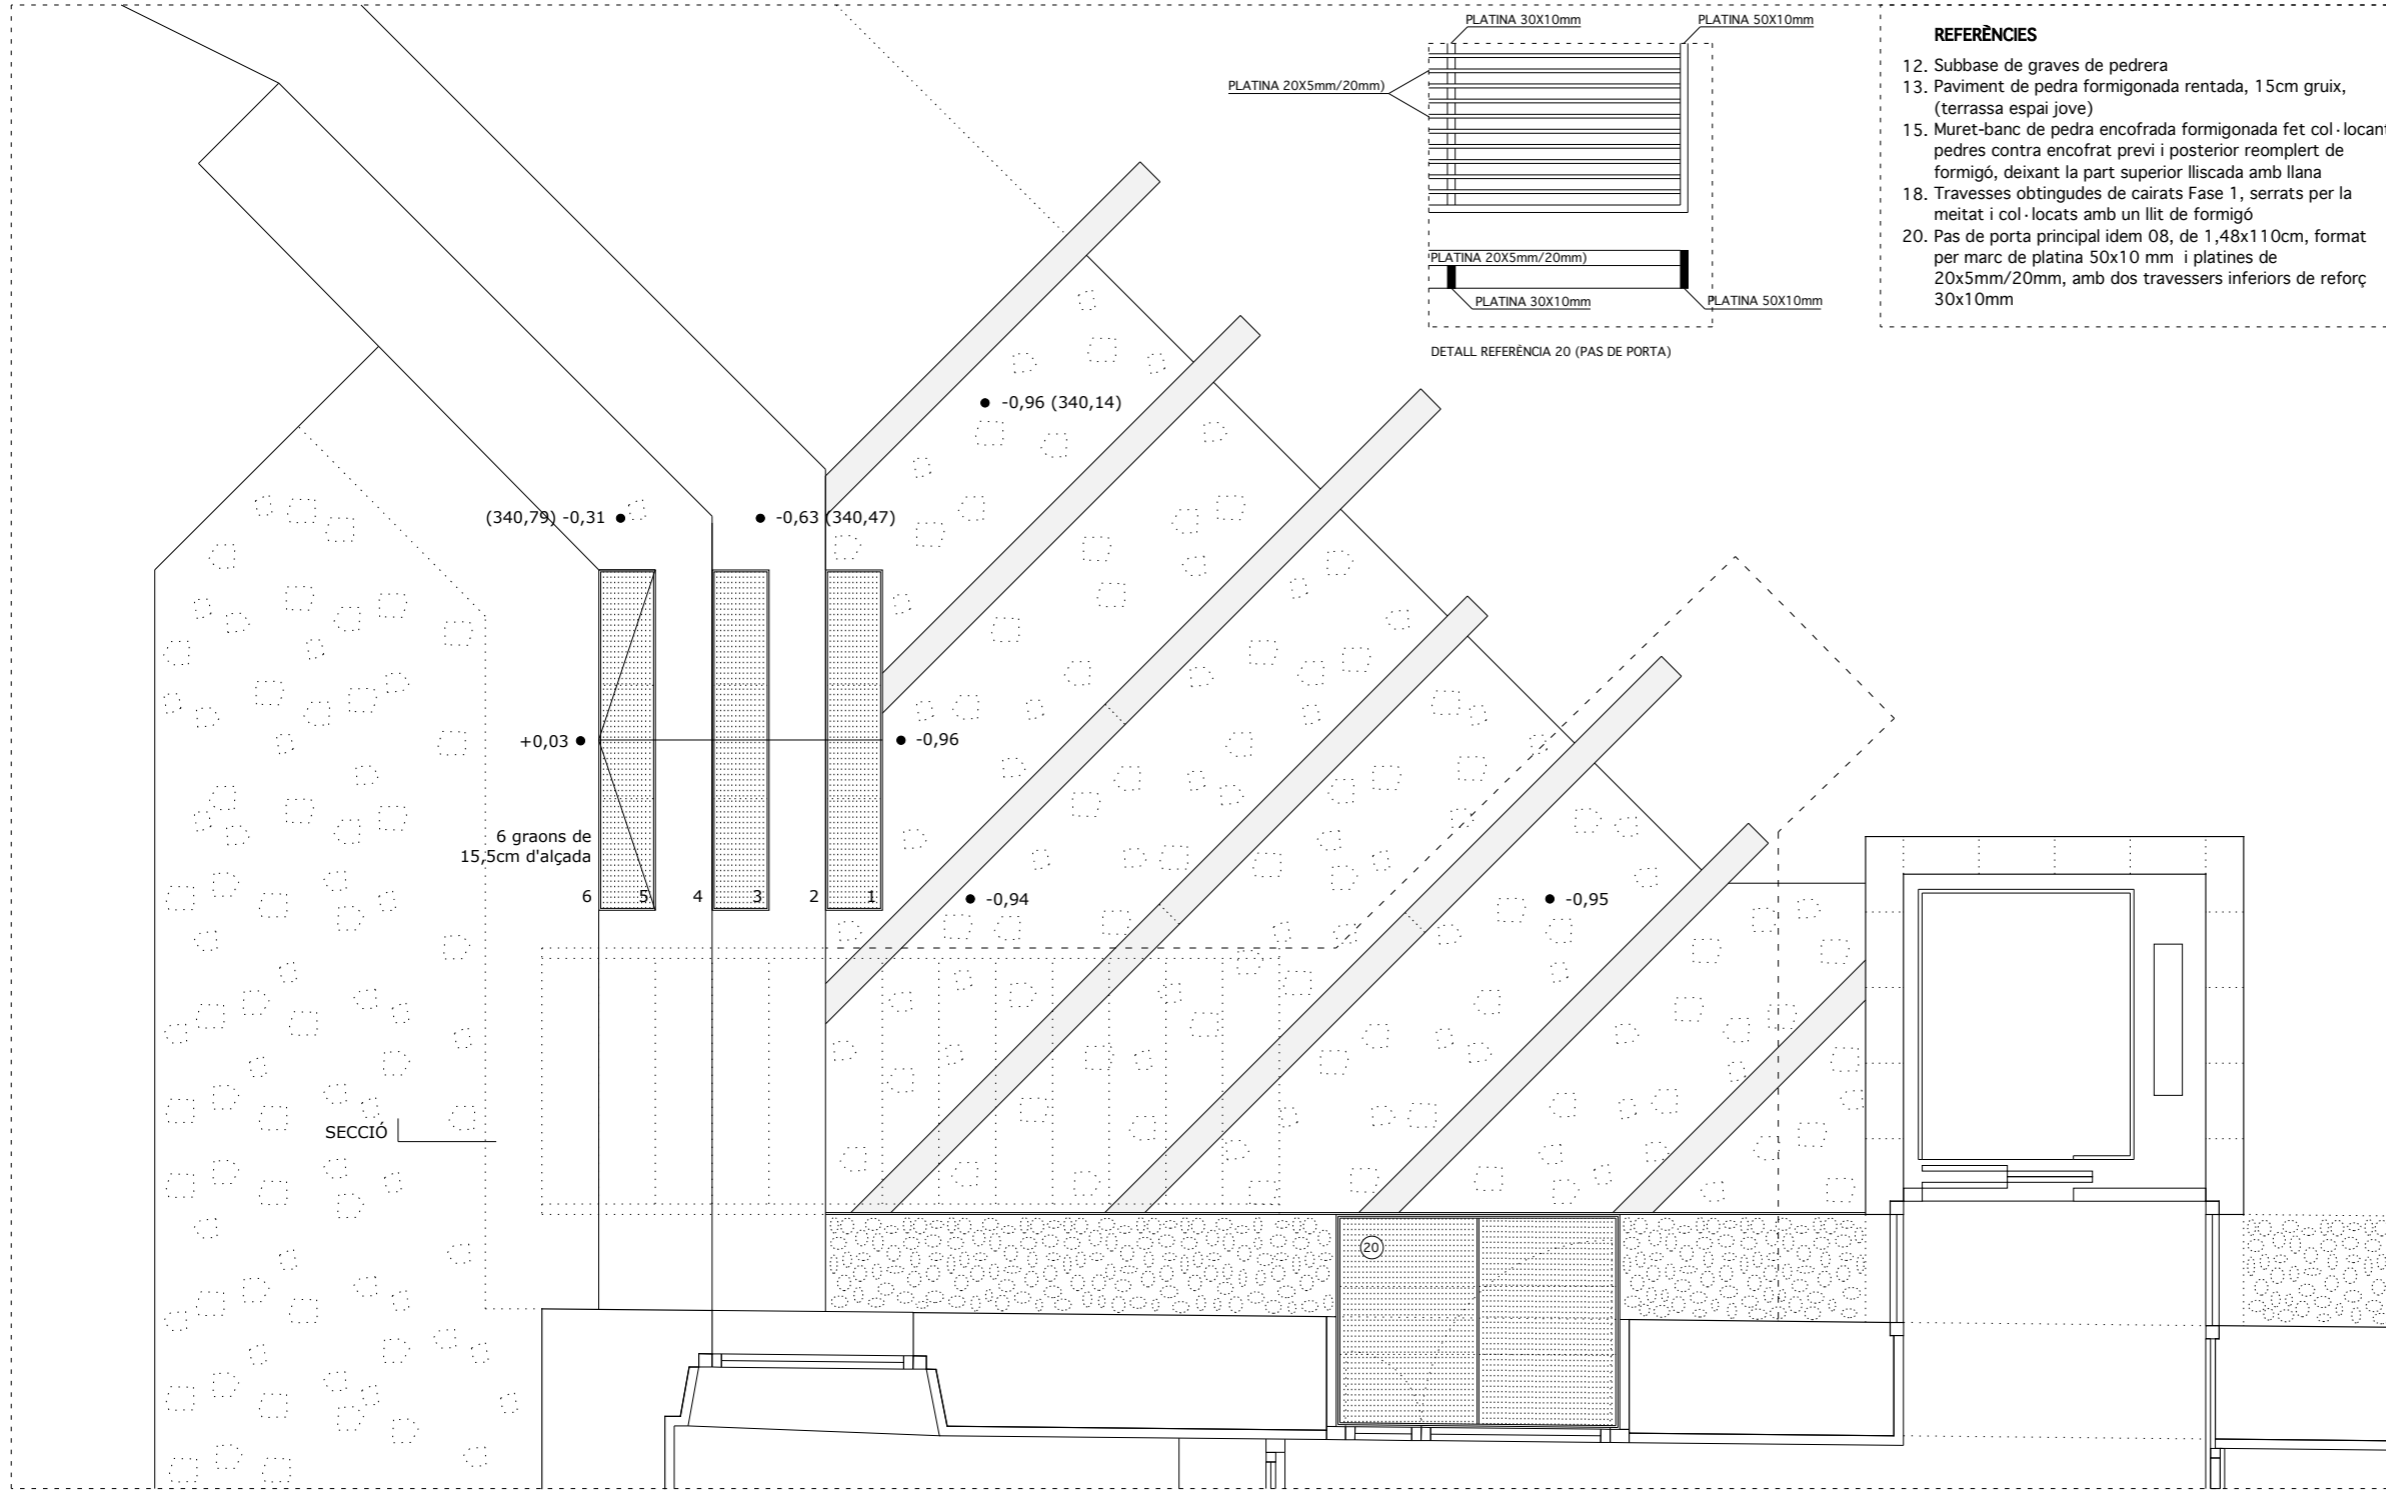 PLATINA 30X10mm
PLATINA 50X10mm
PLATINA 20X5mm/20mm)
PLATINA 20X5mm/20mm)
PLATINA 30X10mm
PLATINA 50X10mm
DETALL REFERÈNCIA 20 (PAS DE PORTA)
REFERÈNCIES
12. Subbase de graves de pedrera
13. Paviment de pedra formigonada rentada, 15cm gruix,
(terrassa espai jove)
15. Muret-banc de pedra encofrada formigonada fet col·locant
pedres contra encofrat previ i posterior reomplert de
formigó, deixant la part superior lliscada amb llana
18. Travesses obtingudes de cairats Fase 1, serrats per la
meitat i col·locats amb un llit de formigó
20. Pas de porta principal idem 08, de 1,48x110cm, format
per marc de platina 50x10 mm i platines de
20x5mm/20mm, amb dos travessers inferiors de reforç
30x10mm
-0,96 (340,14)
(340,79) -0,31
-0,63 (340,47)
+0,03
-0,96
6 graons de
15,5cm d'alçada
6 5 4 3 2 1
-0,94
-0,95
SECCIÓ
20